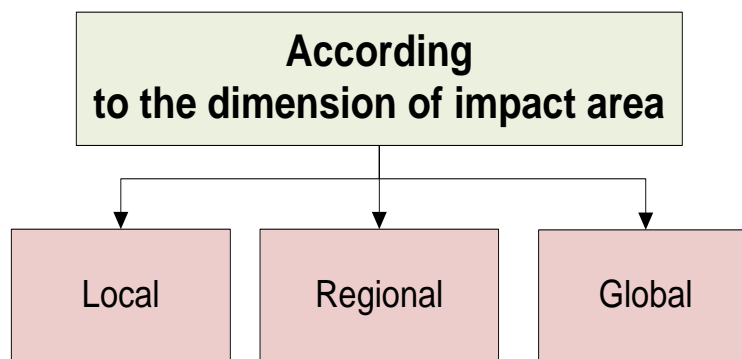 According
to the dimension of impact area
Local
Regional
Global